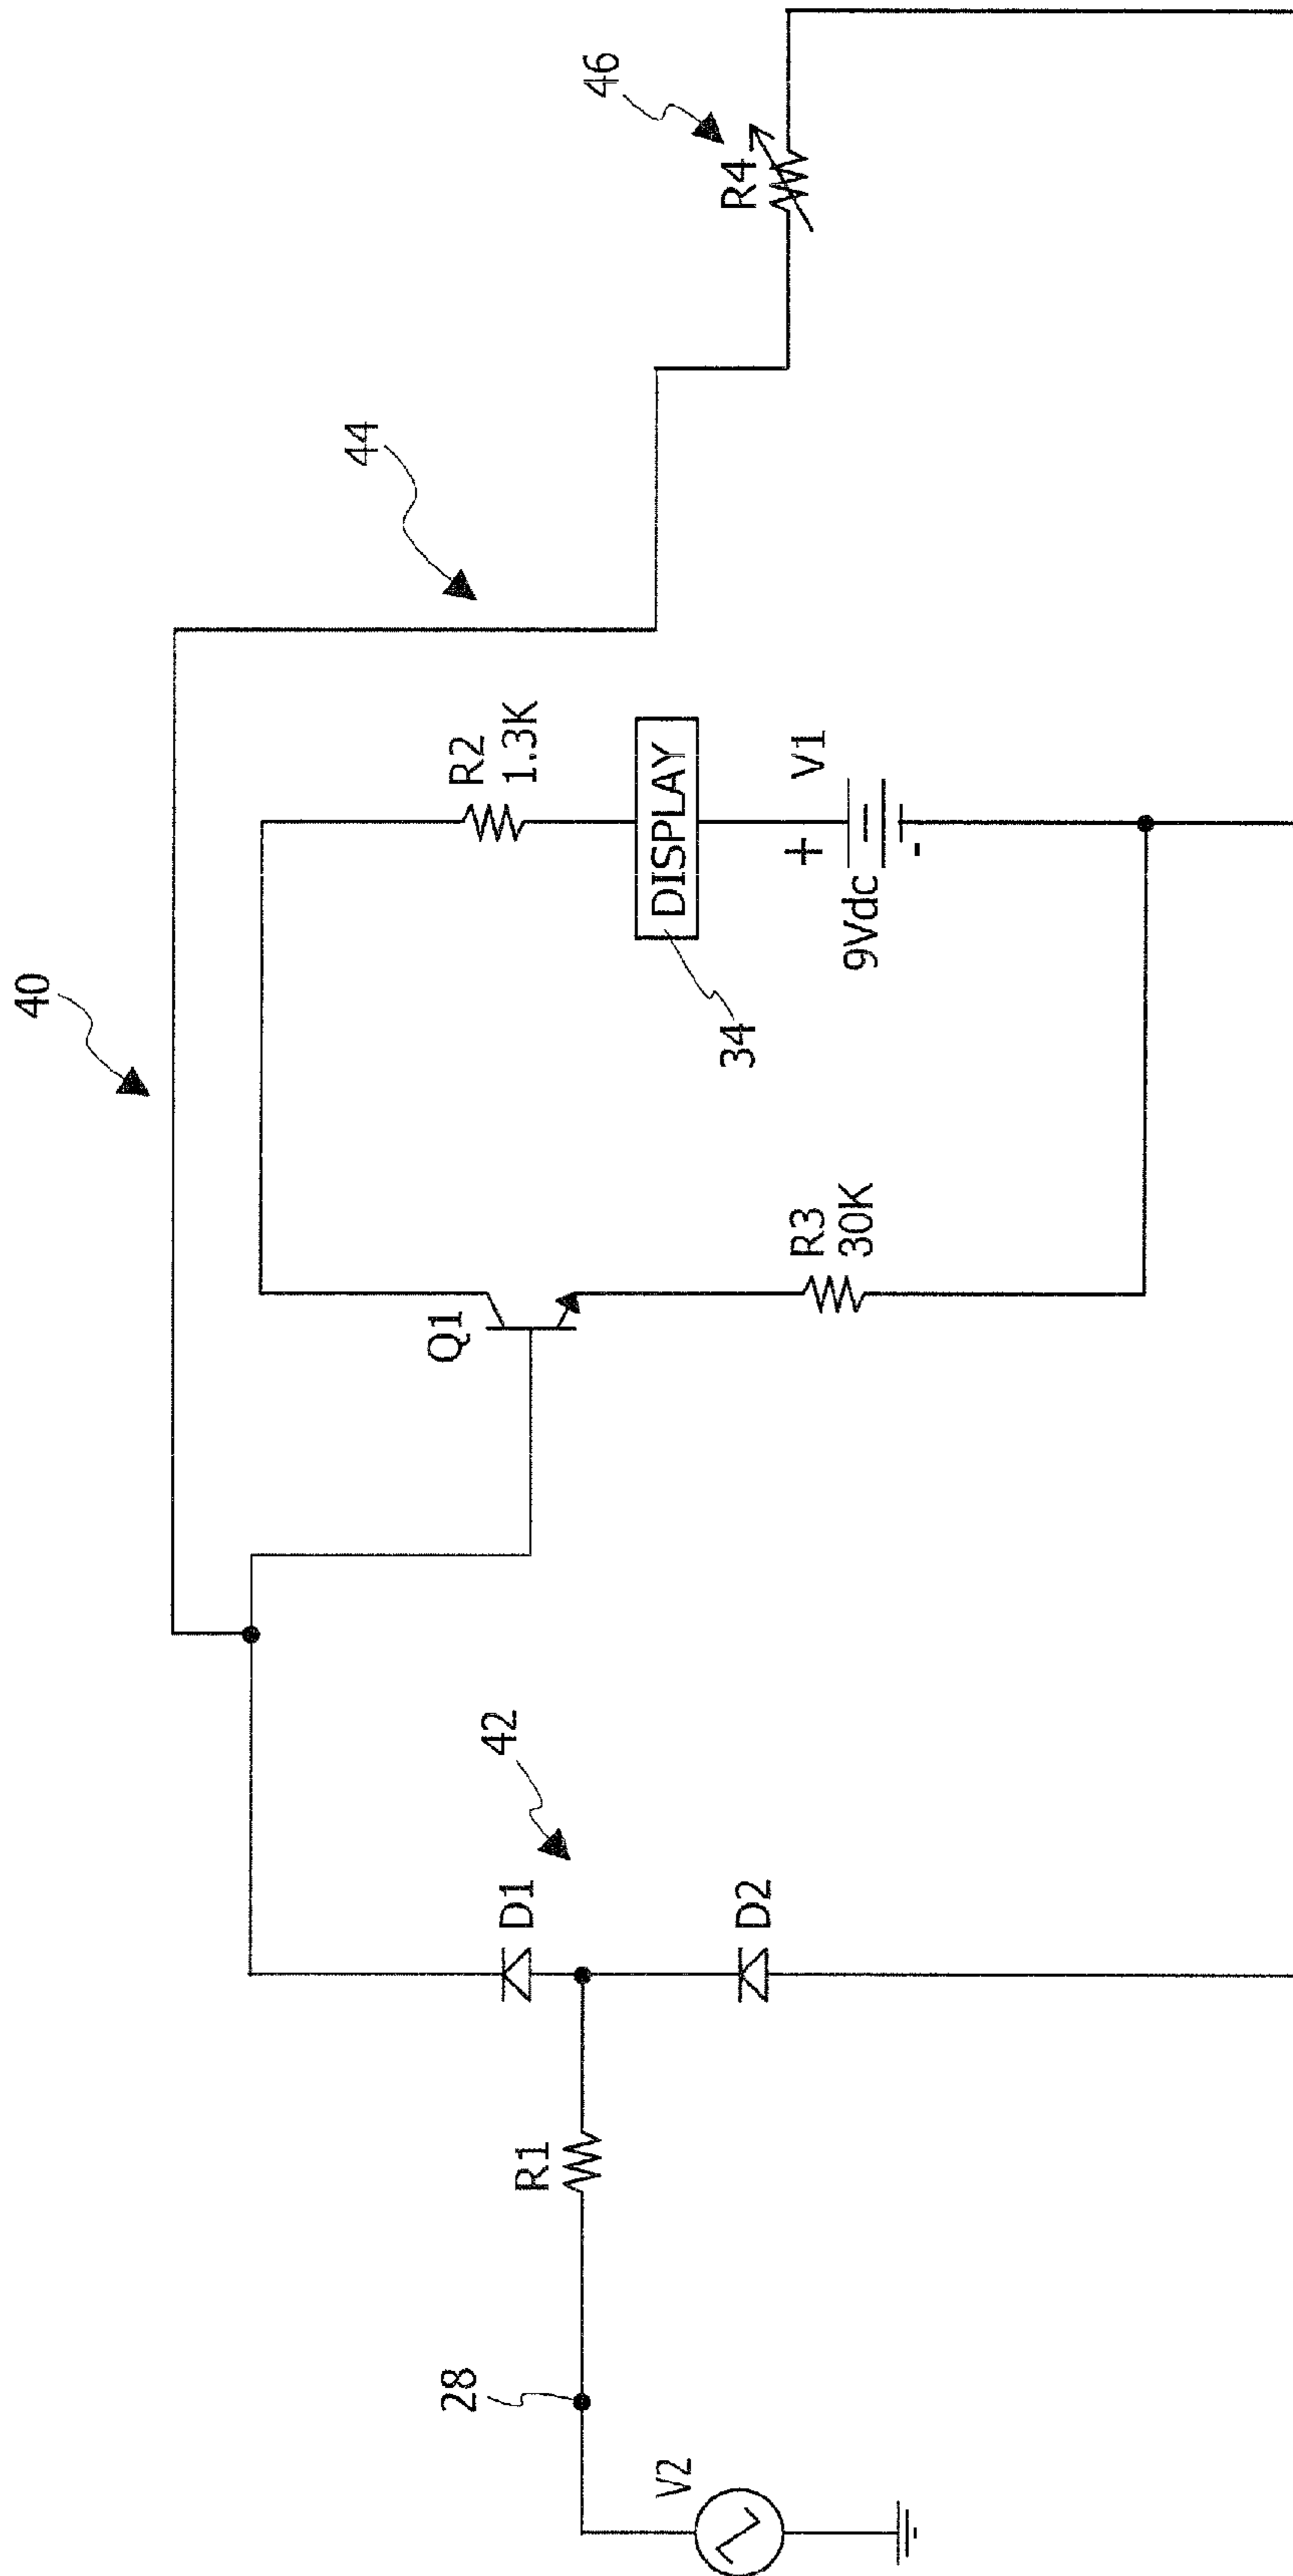 40
44
46
R4
Q1
R2
1.3K
DISPLAY
34
+
V1
9Vdc
-
R3
30K
42
D1
D2
R1
28
V2